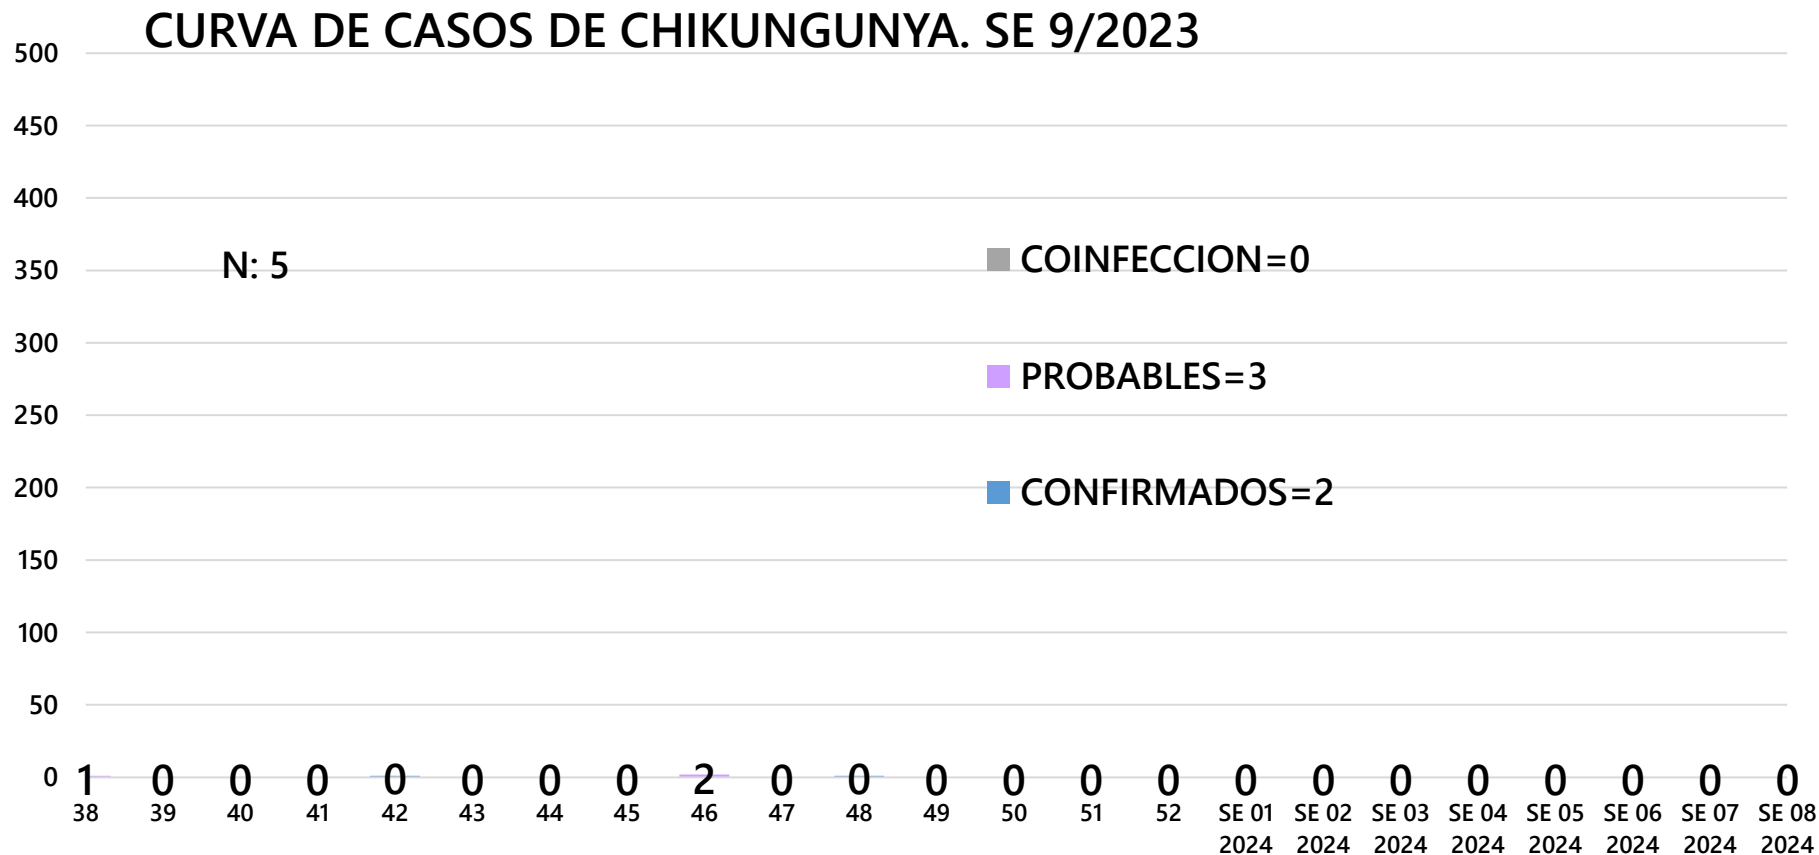 CURVA DE CASOS DE CHIKUNGUNYA. SE 9/2023
500
450
400
350
300
250
200
150
100
50
0
N: 5
COINFECCION=0
PROBABLES=3
CONFIRMADOS=2
1 0 0 0 0 0 0 0 2 0 0 0 0 0 0 0 0 0 0 0 0 0 0
38 39 40 41 42 43 44 45 46 47 48 49 50 51 52 SE 01 SE 02 SE 03 SE 04 SE 05 SE 06 SE 07 SE 08
2024 2024 2024 2024 2024 2024 2024 2024